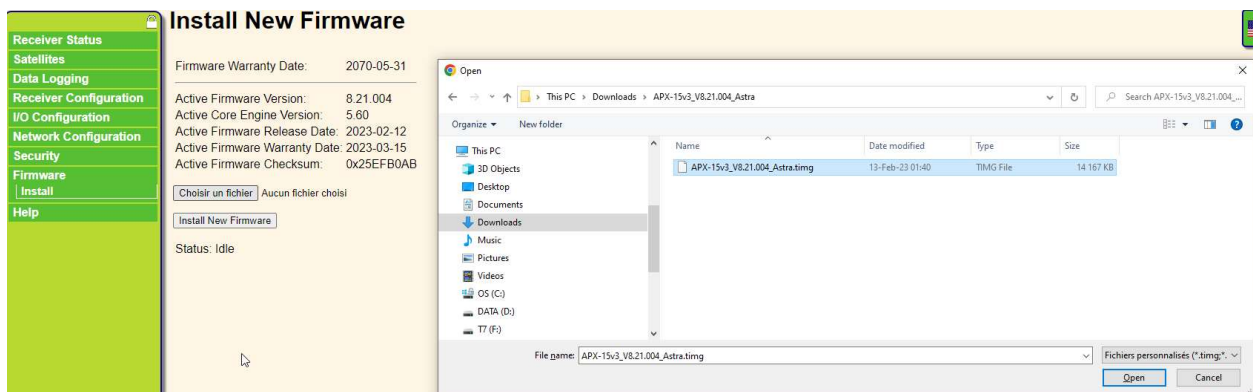 Install New Firmware
Receiver Status
Satellites
Data Logging
Receiver Configuration
I/O Configuration
Network Configuration
Security
Firmware
Install
Help
Firmware Warranty Date: 2070-05-31
Active Firmware Version: 8.21.004
Active Core Engine Version: 5.60
Active Firmware Release Date: 2023-02-12
Active Firmware Warranty Date: 2023-03-15
Active Firmware Checksum: 0x25EFB0AB
Choisir un fichier Aucun fichier choisi
Install New Firmware
Status: Idle
Open
This PC > Downloads > APX-15v3_V8.21.004_Astra
Search APX-15v3_V8.21.004_...
Organize New folder
This PC
3D Objects
Desktop
Documents
Downloads
Music
Pictures
Videos
OS (C:)
DATA (D:)
T7 (F:)
Name Date modified Type Size
APX-15v3_V8.21.004_Astra.timg 13-Feb-23 01:40 TIMG File 14 167 KB
File name: APX-15v3_V8.21.004_Astra.timg
Fichiers personnalisés (*.timg;*.
Open Cancel